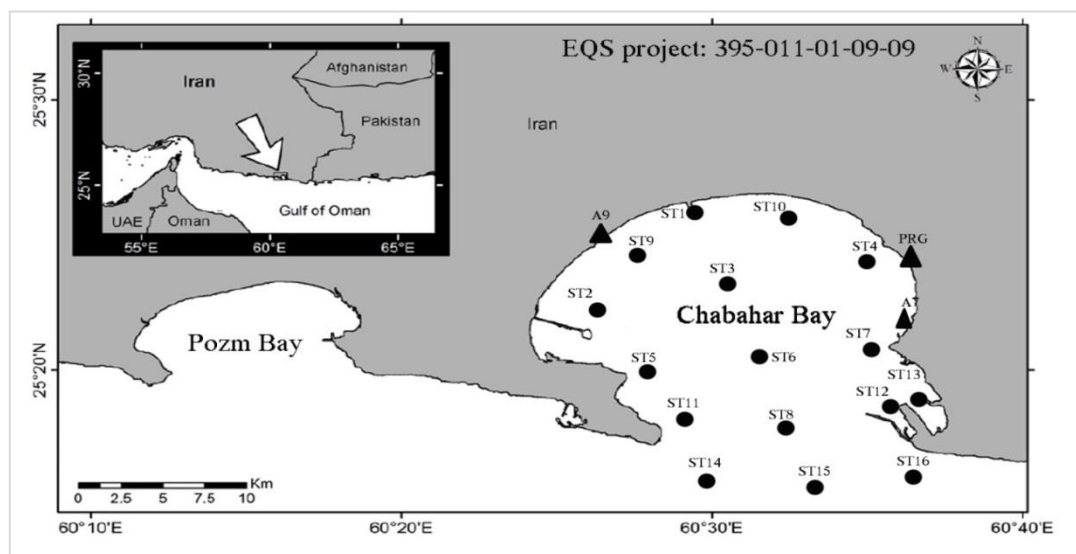 EQS project: 395-011-01-09-09
N
W E
S
30°N
25°N
55°E 60°E 65°E
Iran
Afghanistan
Pakistan
UAE
Oman
Gulf of Oman
25°30'N
25°20'N
Iran
A9
ST1
ST10
PRG
ST9
ST4
ST3
ST2
Chabahar Bay
A7
Pozm Bay
ST7
ST6
ST5
ST13
ST12
ST11
ST8
ST14
ST15
ST16
Km
0 2.5 5 7.5 10
60°10'E 60°20'E 60°30'E 60°40'E